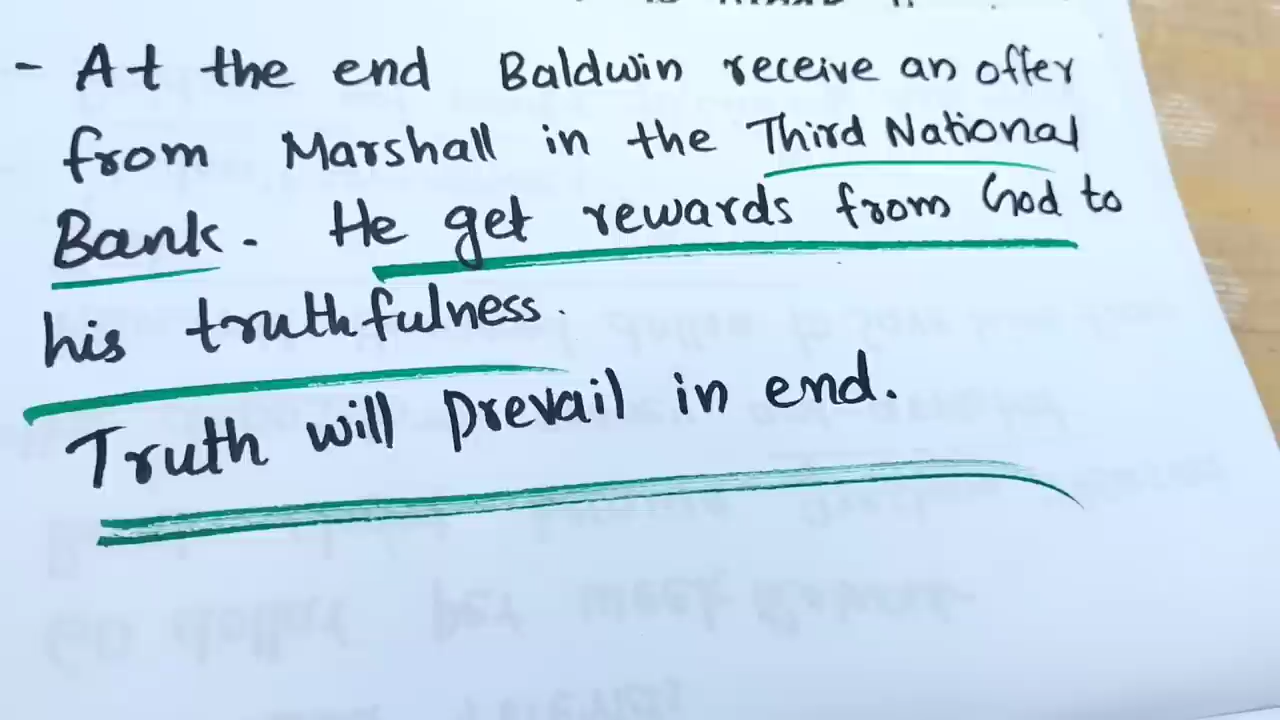 - At the end Baldwin receive an offer
from Marshall in the Third National
Bank. He get rewards from God to
his truthfulness.
Truth will prevail in end.